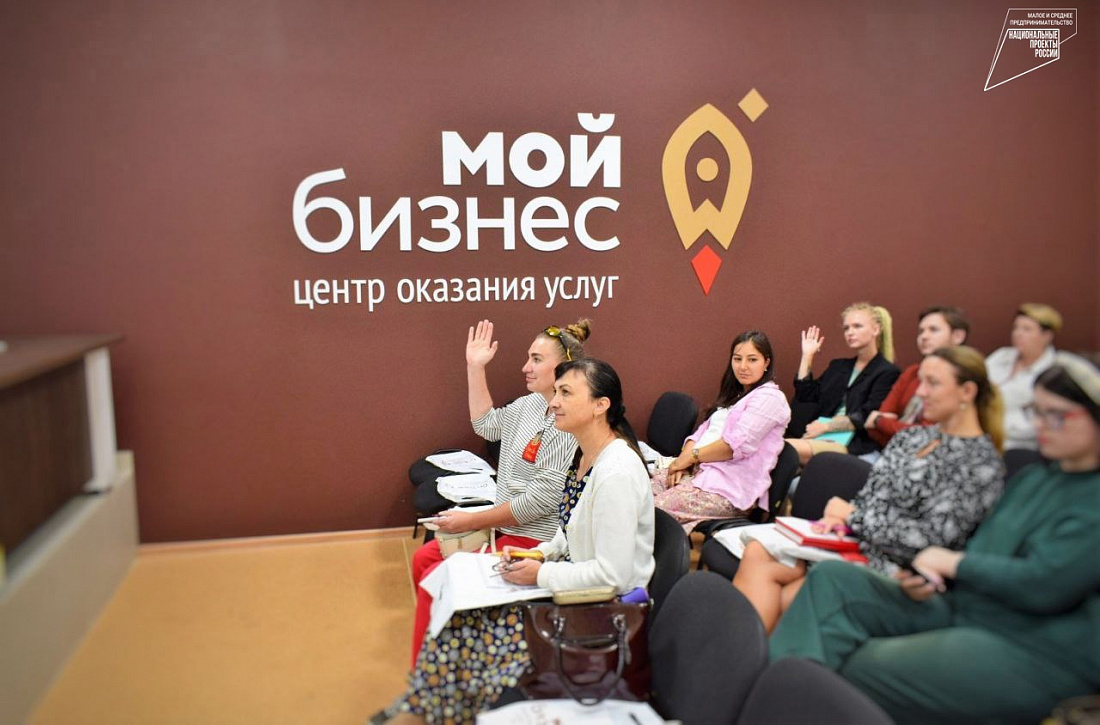 МАЛОЕ И СРЕДНЕЕ
ПРЕДПРИНИМАТЕЛЬСТВО
НАЦИОНАЛЬНЫЕ
ПРОЕКТЫ
РОССИИ
мой
бизнес
центр оказания услуг